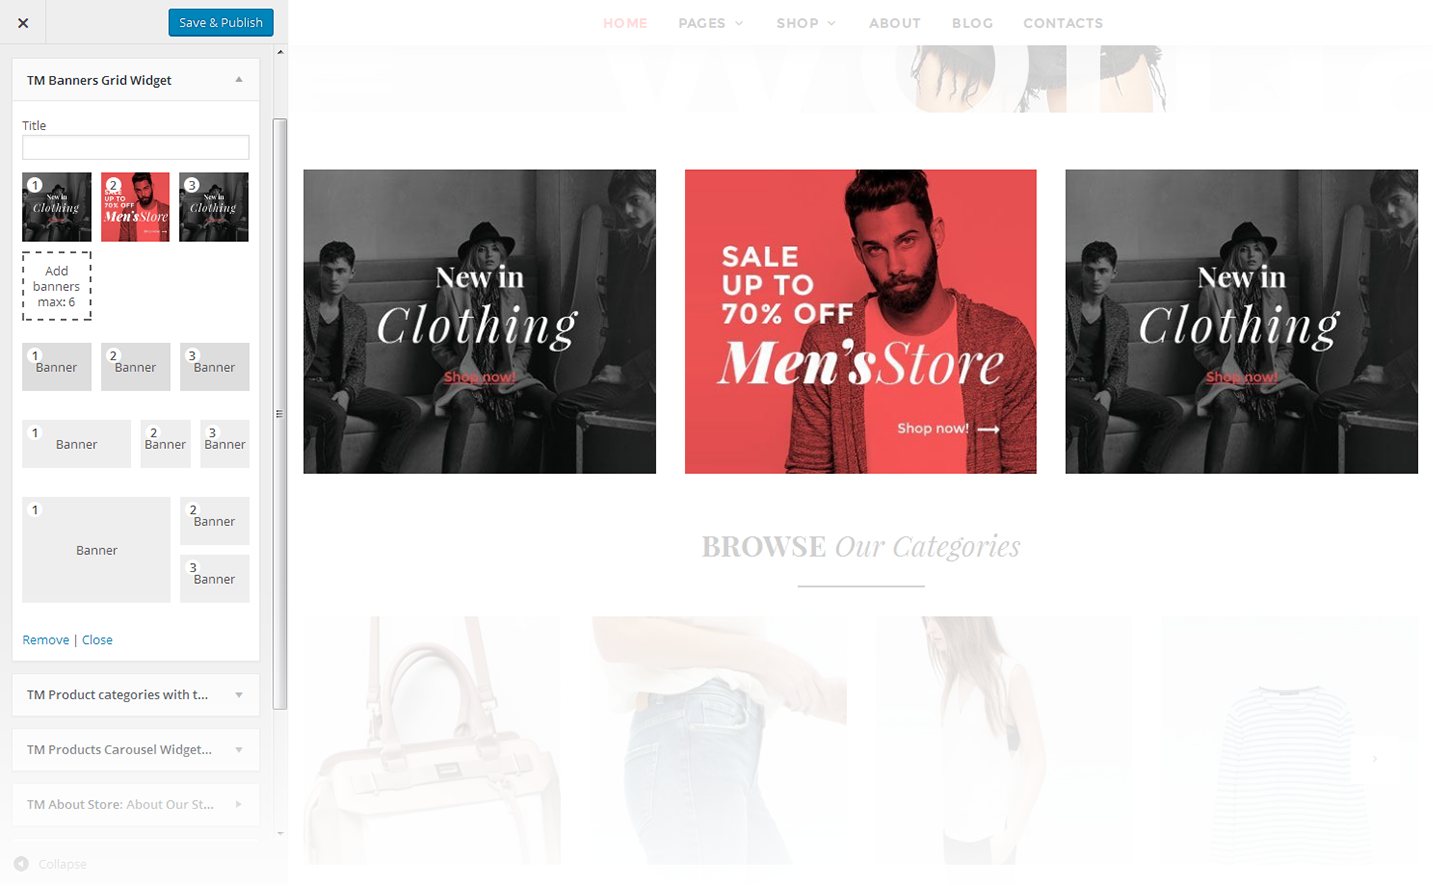 Save & Publish
HOME PAGES SHOP ABOUT BLOG CONTACTS
TM Banners Grid Widget
Title
1 New in Clothing
2 SALE UP TO 70% OFF Men's Store
3 New in Clothing
Add
banners
max: 6
1 Banner
2 Banner
3 Banner
1 Banner
2 Banner
3 Banner
1 Banner
2 Banner
3 Banner
Remove | Close
TM Product categories with t...
TM Products Carousel Widget...
TM About Store: About Our St...
Collapse
New in
Clothing
Shop now!
SALE
UP TO
70% OFF
Men's Store
Shop now!
New in
Clothing
Shop now!
BROWSE Our Categories